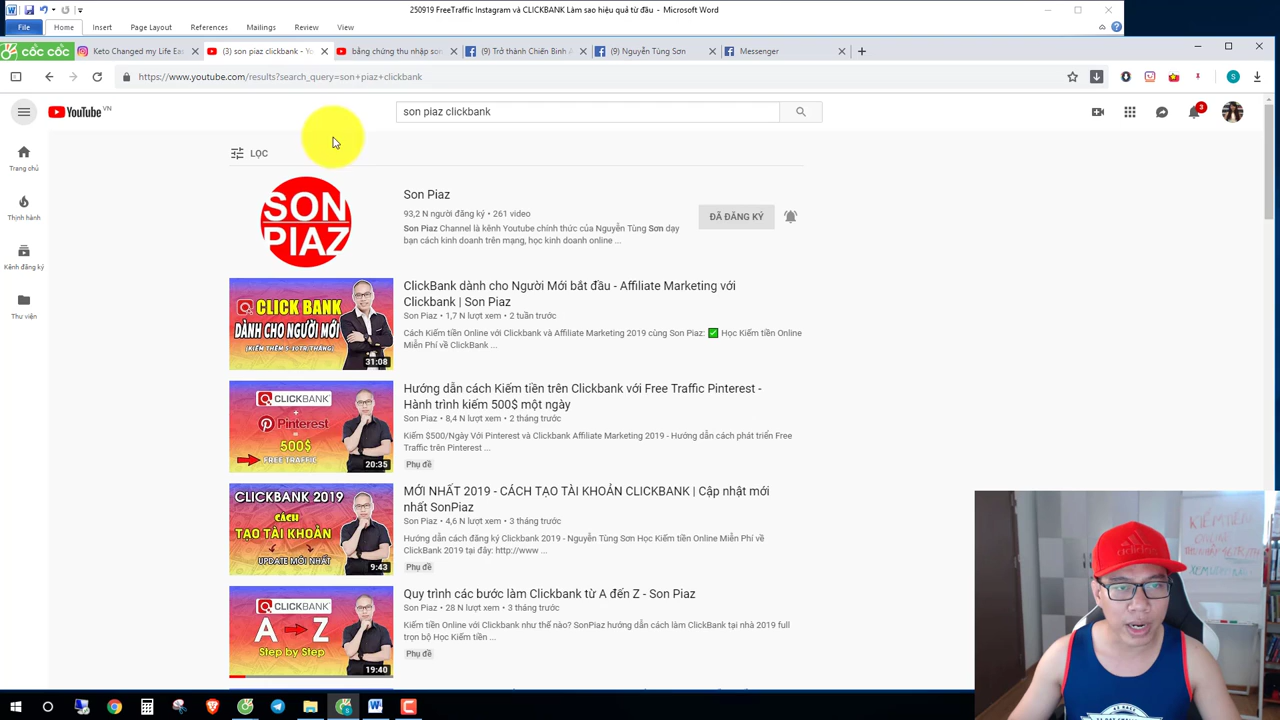 250919 FreeTraffic Instagram và CLICKBANK Làm sao hiệu quả từ đầu - Microsoft Word
File Home Insert Page Layout References Mailings Review View
cốc cốc Keto Changed my Life Eas (3) son piaz clickbank - Yo bằng chứng thu nhập son (9) Trở thành Chiến Binh A (9) Nguyễn Tùng Sơn Messenger
https://www.youtube.com/results?search_query=son+piaz+clickbank
YouTube VN
son piaz clickbank
3
LỌC
Trang chủ
Thịnh hành
Kênh đăng ký
Thư viện
SON
PIAZ
Son Piaz
93,2 N người đăng ký • 261 video
Son Piaz Channel là kênh Youtube chính thức của Nguyễn Tùng Sơn dạy
bạn cách kinh doanh trên mạng, học kinh doanh online ...
ĐÃ ĐĂNG KÝ
CLICK BANK
DÀNH CHO NGƯỜI MỚI
(KIẾM THÊM 5-10TR/THÁNG)
31:08
ClickBank dành cho Người Mới bắt đầu - Affiliate Marketing với
Clickbank | Son Piaz
Son Piaz • 1,7 N lượt xem • 2 tuần trước
Cách Kiếm tiền Online với Clickbank và Affiliate Marketing 2019 cùng Son Piaz: ✅ Học Kiếm tiền Online
Miễn Phí về ClickBank ...
CLICKBANK
+
Pinterest
=
500$
FREE TRAFFIC
20:35
Hướng dẫn cách Kiếm tiền trên Clickbank với Free Traffic Pinterest -
Hành trình kiếm 500$ một ngày
Son Piaz • 8,4 N lượt xem • 2 tháng trước
Kiếm $500/Ngày Với Pinterest và Clickbank Affiliate Marketing 2019 - Hướng dẫn cách phát triển Free
Traffic trên Pinterest ...
Phụ đề
CLICKBANK 2019
CÁCH
TẠO TÀI KHOẢN
UPDATE MỚI NHẤT
9:43
MỚI NHẤT 2019 - CÁCH TẠO TÀI KHOẢN CLICKBANK | Cập nhật mới
nhất SonPiaz
Son Piaz • 4,6 N lượt xem • 3 tháng trước
Hướng dẫn cách đăng ký Clickbank 2019 - Nguyễn Tùng Sơn Học Kiếm tiền Online Miễn Phí về
ClickBank 2019 tại đây: http://www ...
Phụ đề
CLICKBANK
A Z
Step by Step
19:40
Quy trình các bước làm Clickbank từ A đến Z - Son Piaz
Son Piaz • 28 N lượt xem • 3 tháng trước
Kiếm tiền Online với Clickbank như thế nào? SonPiaz hướng dẫn cách làm ClickBank tại nhà 2019 full
trọn bộ Học Kiếm tiền ...
Phụ đề
KIẾM TIỀN
ONLINE
adidas